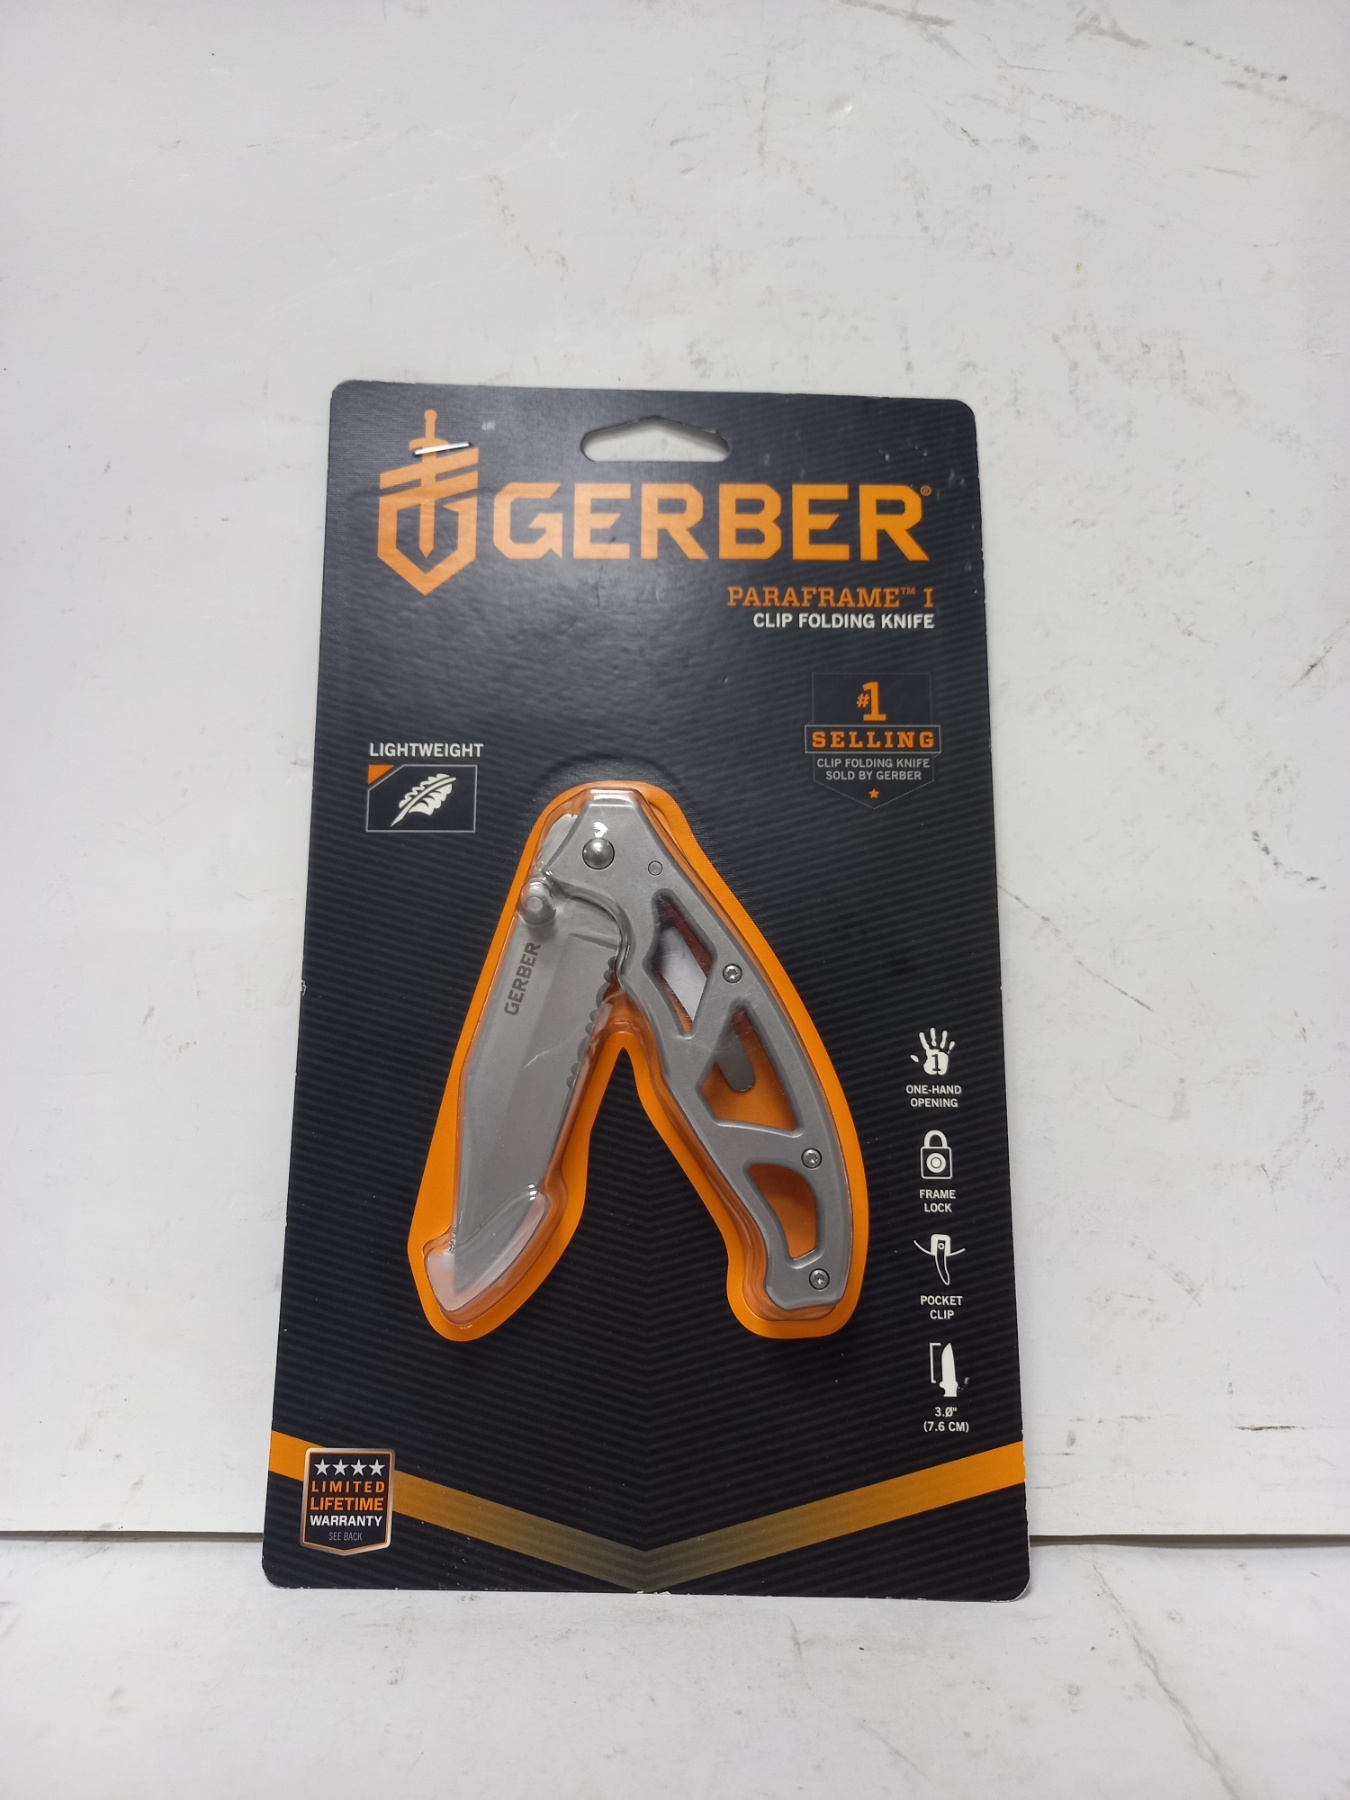 GERBER®
PARAFRAME™ I
CLIP FOLDING KNIFE
#1
SELLING
CLIP FOLDING KNIFE
SOLD BY GERBER
LIGHTWEIGHT
GERBER
1
ONE-HAND
OPENING
FRAME
LOCK
POCKET
CLIP
3.0"
(7.6 CM)
LIMITED
LIFETIME
WARRANTY
SEE BACK